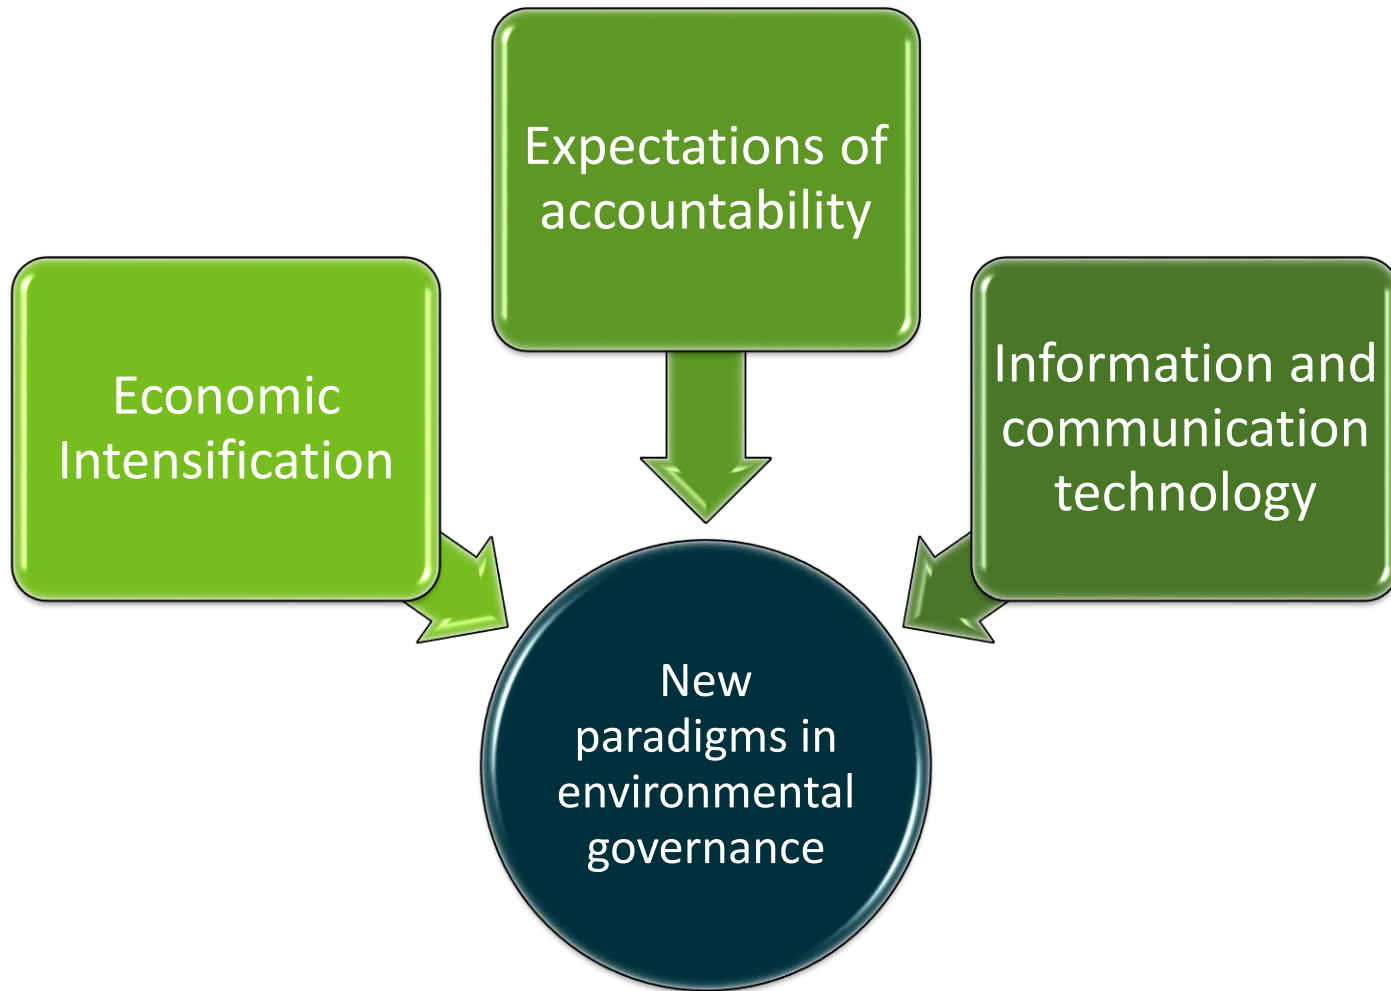 Expectations of
accountability
Economic
Intensification
Information and
communication
technology
New
paradigms in
environmental
governance